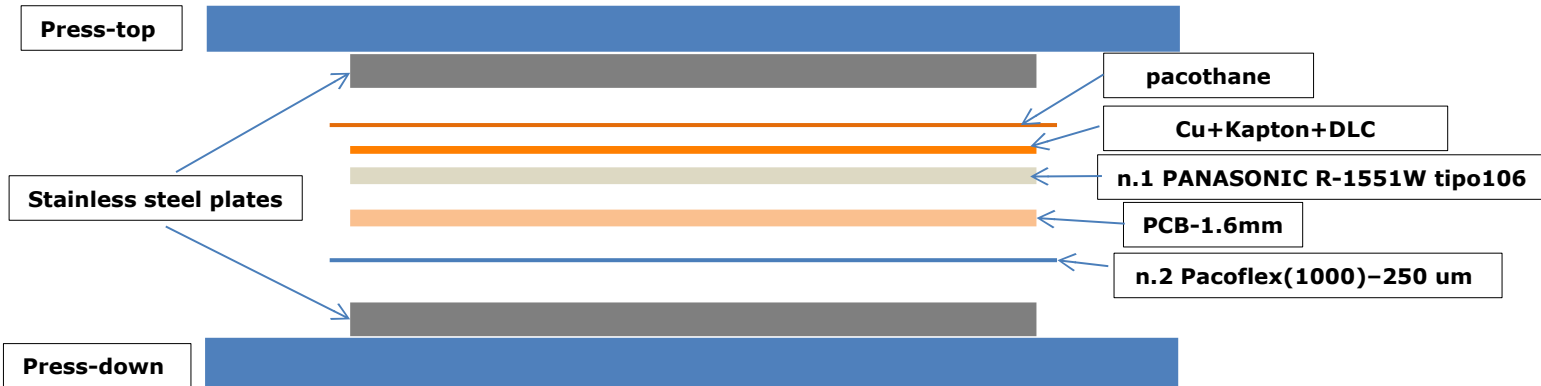 Press-top
pacothane
Cu+Kapton+DLC
n.1 PANASONIC R-1551W tipo106
Stainless steel plates
PCB-1.6mm
n.2 Pacoflex(1000)–250 um
Press-down